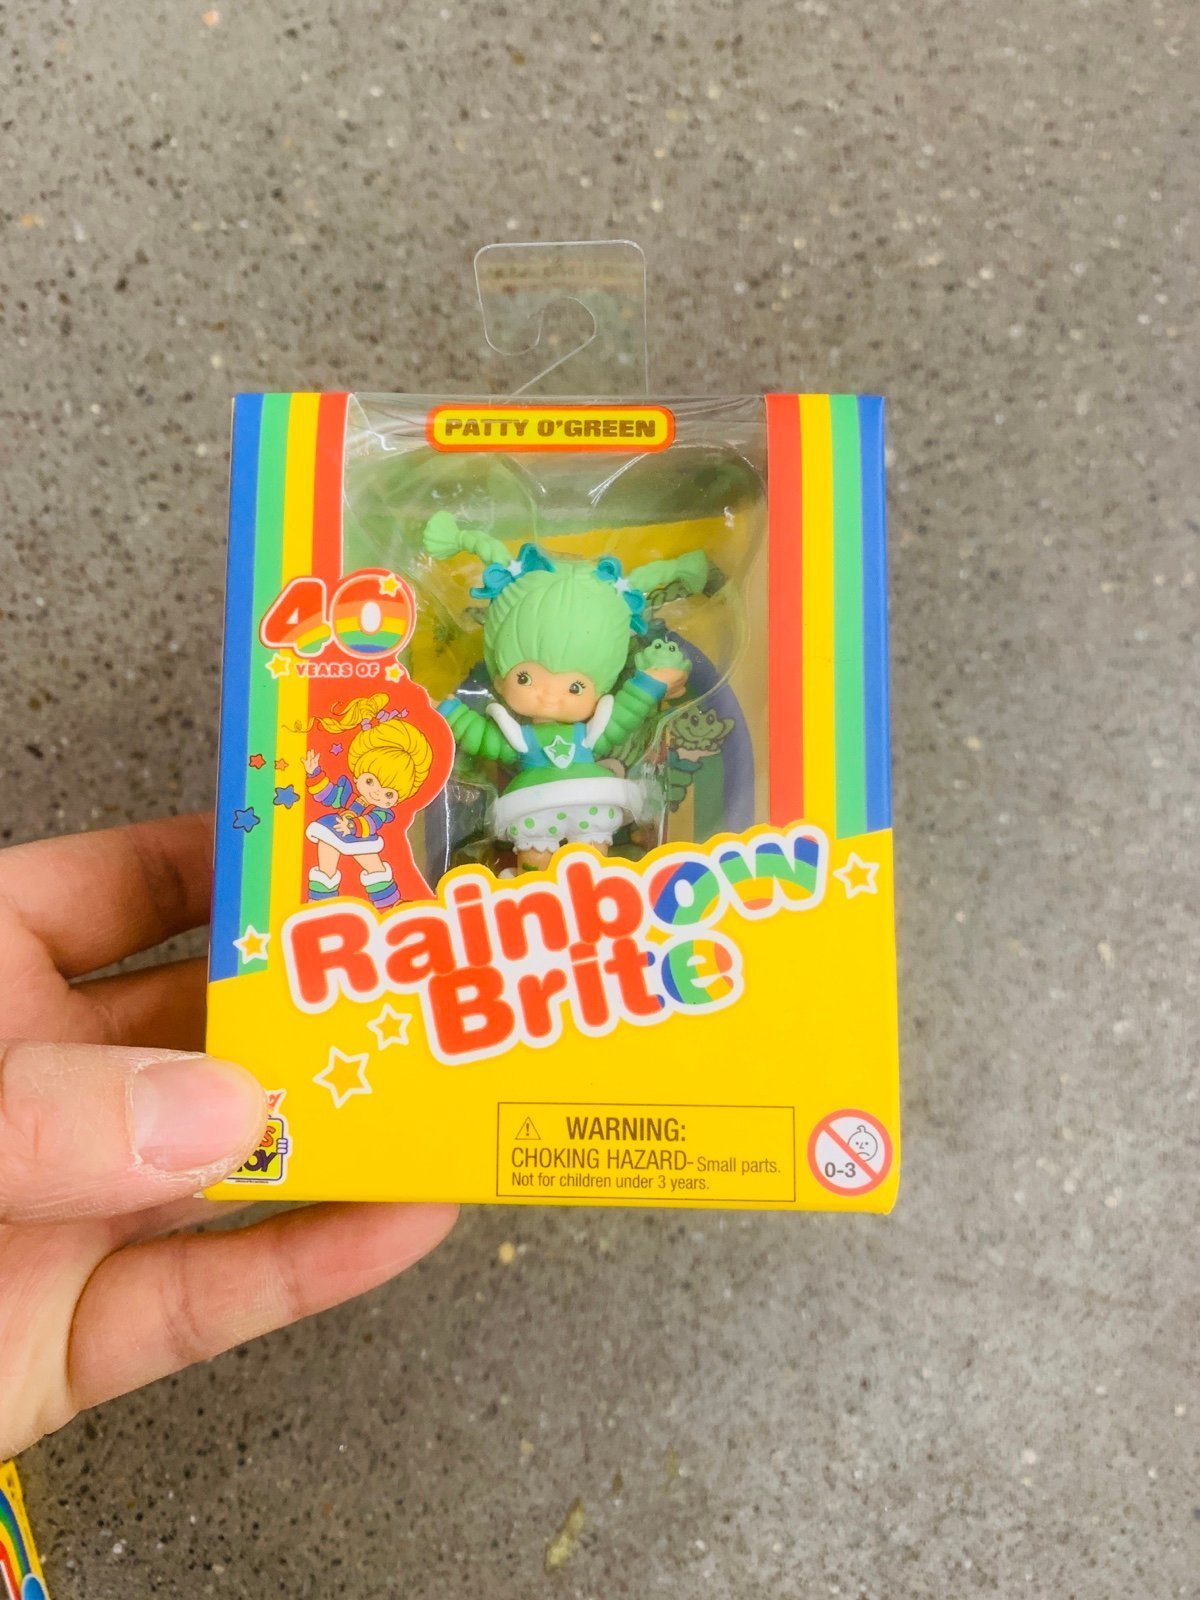 PATTY O'GREEN
40
YEARS OF
Rainbow
Brite
WARNING:
CHOKING HAZARD-Small parts.
Not for children under 3 years.
0-3